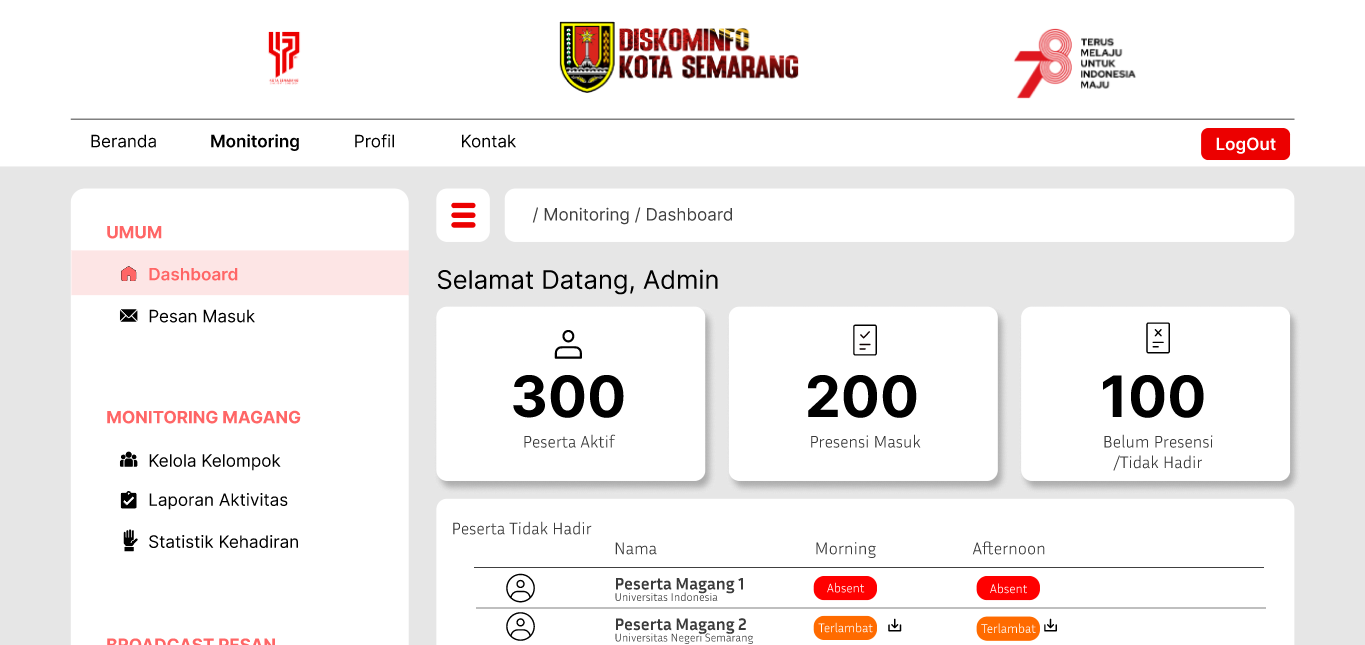 DISKOMINFO
KOTA SEMARANG
78
TERUS
MELAJU
UNTUK
INDONESIA
MAJU
Beranda
Monitoring
Profil
Kontak
LogOut
UMUM
Dashboard
Pesan Masuk
MONITORING MAGANG
Kelola Kelompok
Laporan Aktivitas
Statistik Kehadiran
BROADCAST PESAN
/ Monitoring / Dashboard
Selamat Datang, Admin
300
Peserta Aktif
200
Presensi Masuk
100
Belum Presensi
/Tidak Hadir
Peserta Tidak Hadir
Nama Morning Afternoon
Peserta Magang 1 Absent Absent
Universitas Indonesia
Peserta Magang 2 Terlambat Terlambat
Universitas Negeri Semarang